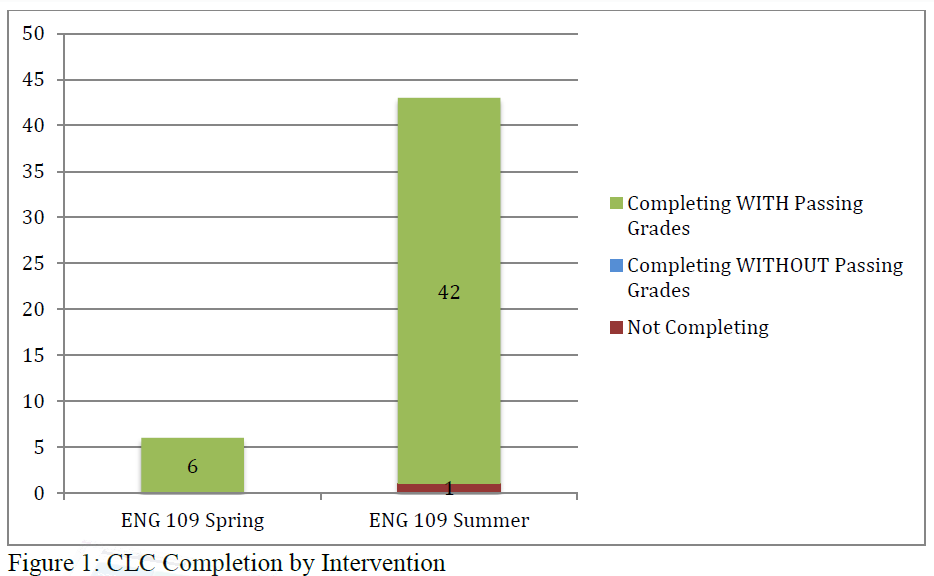 50
45
40
35
30
25
20
15
10
5
0
42
6
1
ENG 109 Spring
ENG 109 Summer
Completing WITH Passing
Grades
Completing WITHOUT Passing
Grades
Not Completing
Figure 1: CLC Completion by Intervention